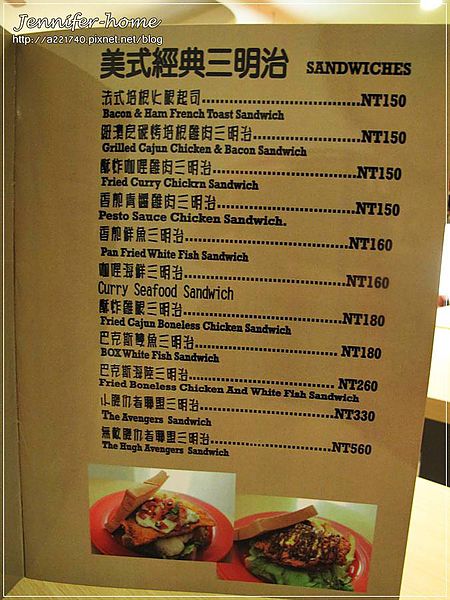 Jennifer-home
http://a221740.pixnet.net/blog
美式經典三明治 SANDWICHES
法式培根火腿起司 NT150
Bacon & Ham French Toast Sandwich
碳烤培根雞肉三明治 NT150
Grilled Cajun Chicken & Bacon Sandwich
酥炸咖哩雞肉三明治 NT150
Fried Curry Chickrn Sandwich
香煎青醬雞肉三明治 NT150
Pesto Sauce Chicken Sandwich.
香煎鮮魚三明治 NT160
Pan Fried White Fish Sandwich
咖哩海鮮三明治 NT160
Curry Seafood Sandwich
酥炸雞腿三明治 NT180
Fried Cajun Boneless Chicken Sandwich
巴克斯雙魚三明治 NT180
BOX White Fish Sandwich
巴克斯海陸三明治 NT260
Fried Boneless Chicken And White Fish Sandwich
小復仇者聯盟三明治 NT330
The Avengers Sandwich
無敵復仇者聯盟三明治 NT560
The Hugh Avengers Sandwich